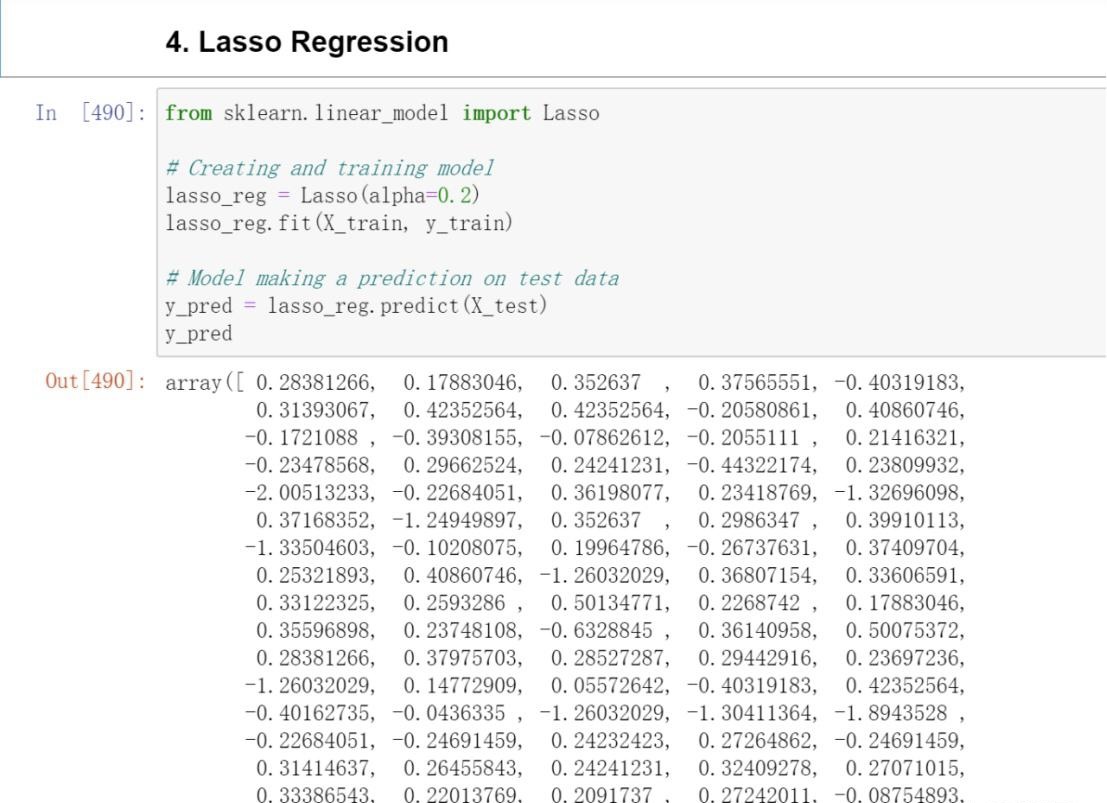 4. Lasso Regression
In [490]: from sklearn.linear_model import Lasso
# Creating and training model
lasso_reg = Lasso(alpha=0.2)
lasso_reg.fit(X_train, y_train)
# Model making a prediction on test data
y_pred = lasso_reg.predict(X_test)
y_pred
Out[490]: array([ 0.28381266, 0.17883046, 0.352637 , 0.37565551, -0.40319183,
0.31393067, 0.42352564, 0.42352564, -0.20580861, 0.40860746,
-0.1721088 , -0.39308155, -0.07862612, -0.2055111 , 0.21416321,
-0.23478568, 0.29662524, 0.24241231, -0.44322174, 0.23809932,
-2.00513233, -0.22684051, 0.36198077, 0.23418769, -1.32696098,
0.37168352, -1.24949897, 0.352637 , 0.2986347 , 0.39910113,
-1.33504603, -0.10208075, 0.19964786, -0.26737631, 0.37409704,
0.25321893, 0.40860746, -1.26032029, 0.36807154, 0.33606591,
0.33122325, 0.2593286 , 0.50134771, 0.2268742 , 0.17883046,
0.35596898, 0.23748108, -0.6328845 , 0.36140958, 0.50075372,
0.28381266, 0.37975703, 0.28527287, 0.29442916, 0.23697236,
-1.26032029, 0.14772909, 0.05572642, -0.40319183, 0.42352564,
-0.40162735, -0.0436335 , -1.26032029, -1.30411364, -1.8943528 ,
-0.22684051, -0.24691459, 0.24232423, 0.27264862, -0.24691459,
0.31414637, 0.26455843, 0.24241231, 0.32409278, 0.27071015,
0.33386543, 0.22013769, 0.2091737 , 0.27242011, -0.08754893,